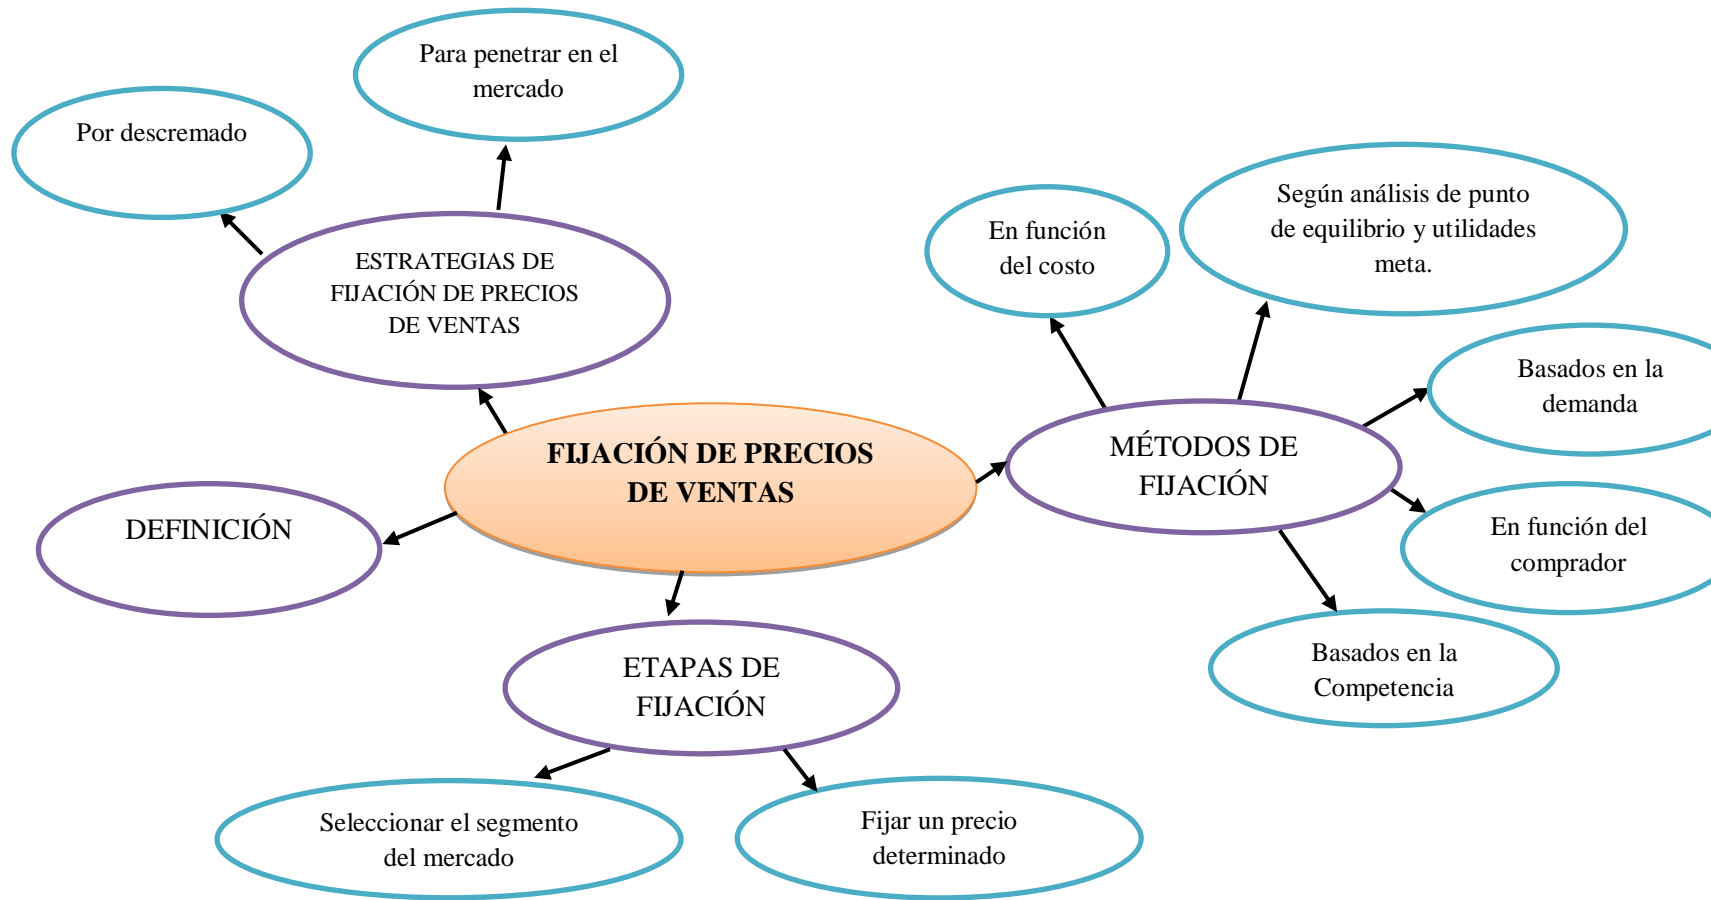 Para penetrar en el
mercado
Por descremado
ESTRATEGIAS DE
FIJACIÓN DE PRECIOS
DE VENTAS
En función
del costo
Según análisis de punto
de equilibrio y utilidades
meta.
Basados en la
demanda
FIJACIÓN DE PRECIOS
DE VENTAS
MÉTODOS DE
FIJACIÓN
DEFINICIÓN
En función del
comprador
ETAPAS DE
FIJACIÓN
Basados en la
Competencia
Seleccionar el segmento
del mercado
Fijar un precio
determinado